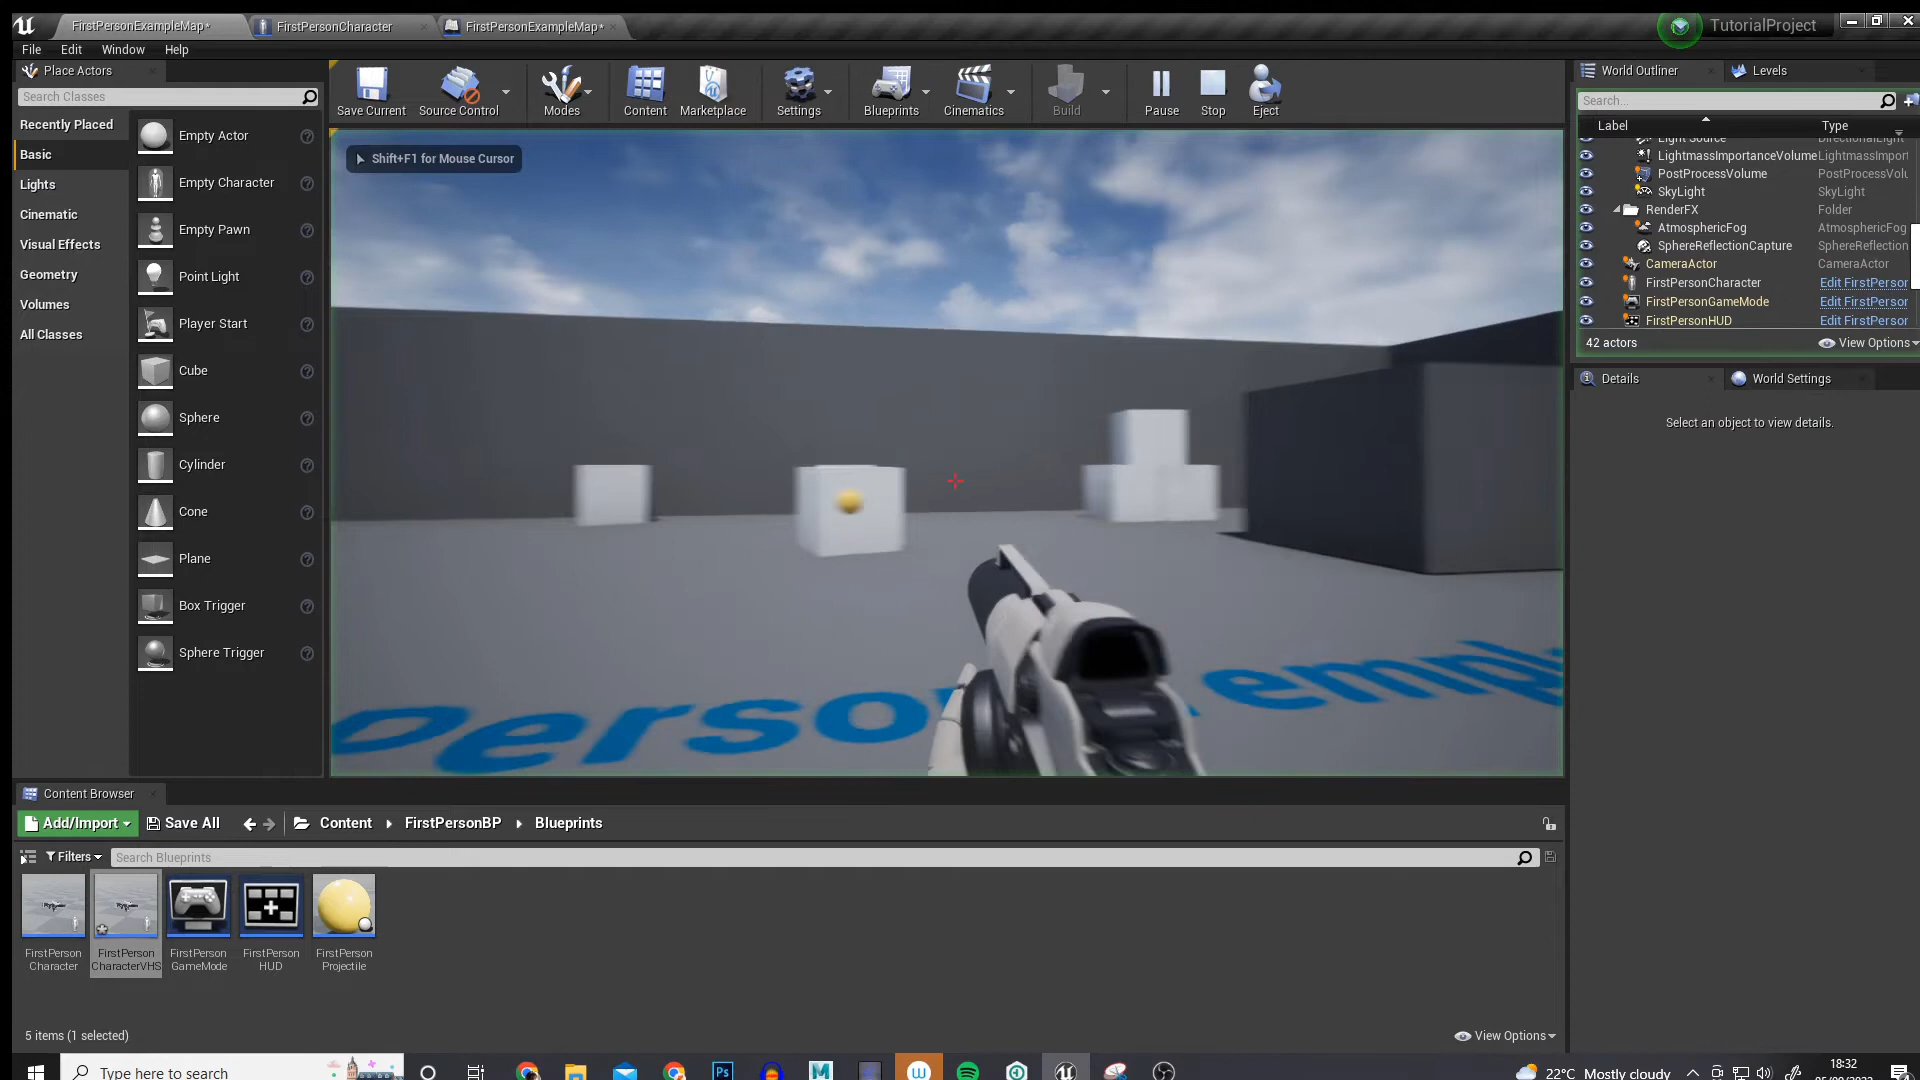 FirstPersonExampleMap*
FirstPersonCharacter
FirstPersonExampleMap*
TutorialProject
File Edit Window Help
Place Actors
Search Classes
Recently Placed
Basic
Lights
Cinematic
Visual Effects
Geometry
Volumes
All Classes
Empty Actor
Empty Character
Empty Pawn
Point Light
Player Start
Cube
Sphere
Cylinder
Cone
Plane
Box Trigger
Sphere Trigger
Save Current
Source Control
Modes
Content
Marketplace
Settings
Blueprints
Cinematics
Build
Pause
Stop
Eject
Shift+F1 for Mouse Cursor
Person Templ
World Outliner
Levels
Search...
Label Type
Light Source DirectionalLight
LightmassImportanceVolume LightmassImport
PostProcessVolume PostProcessVolu
SkyLight SkyLight
RenderFX Folder
AtmosphericFog AtmosphericFog
SphereReflectionCapture SphereReflection
CameraActor CameraActor
FirstPersonCharacter Edit FirstPerson
FirstPersonGameMode Edit FirstPerson
FirstPersonHUD Edit FirstPerson
42 actors
View Options
Details
World Settings
Select an object to view details.
Content Browser
Add/Import
Save All
Content
FirstPersonBP
Blueprints
Filters
Search Blueprints
FirstPerson
Character
FirstPerson
CharacterVHS
FirstPerson
GameMode
FirstPerson
HUD
FirstPerson
Projectile
5 items (1 selected)
View Options
Type here to search
Ps
M
22°C Mostly cloudy
18:32